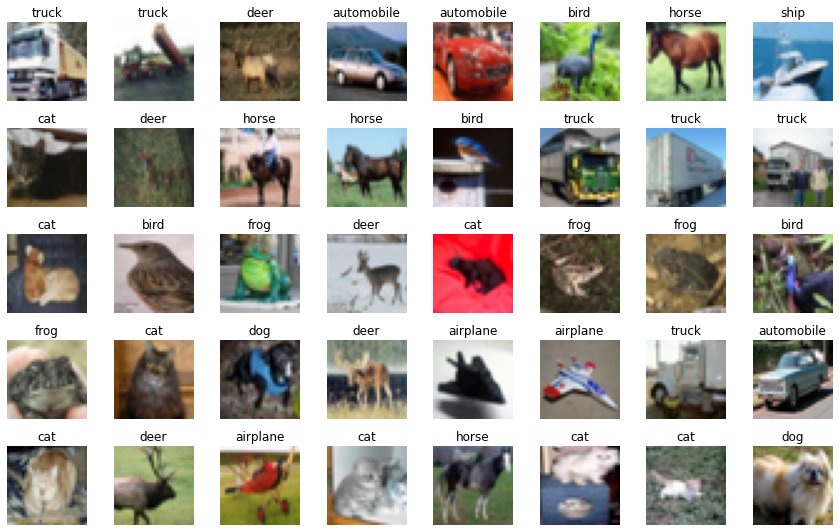 truck truck deer automobile automobile bird horse ship
cat deer horse horse bird truck truck truck
cat bird frog deer cat frog frog bird
frog cat dog deer airplane airplane truck automobile
cat deer airplane cat horse cat cat dog